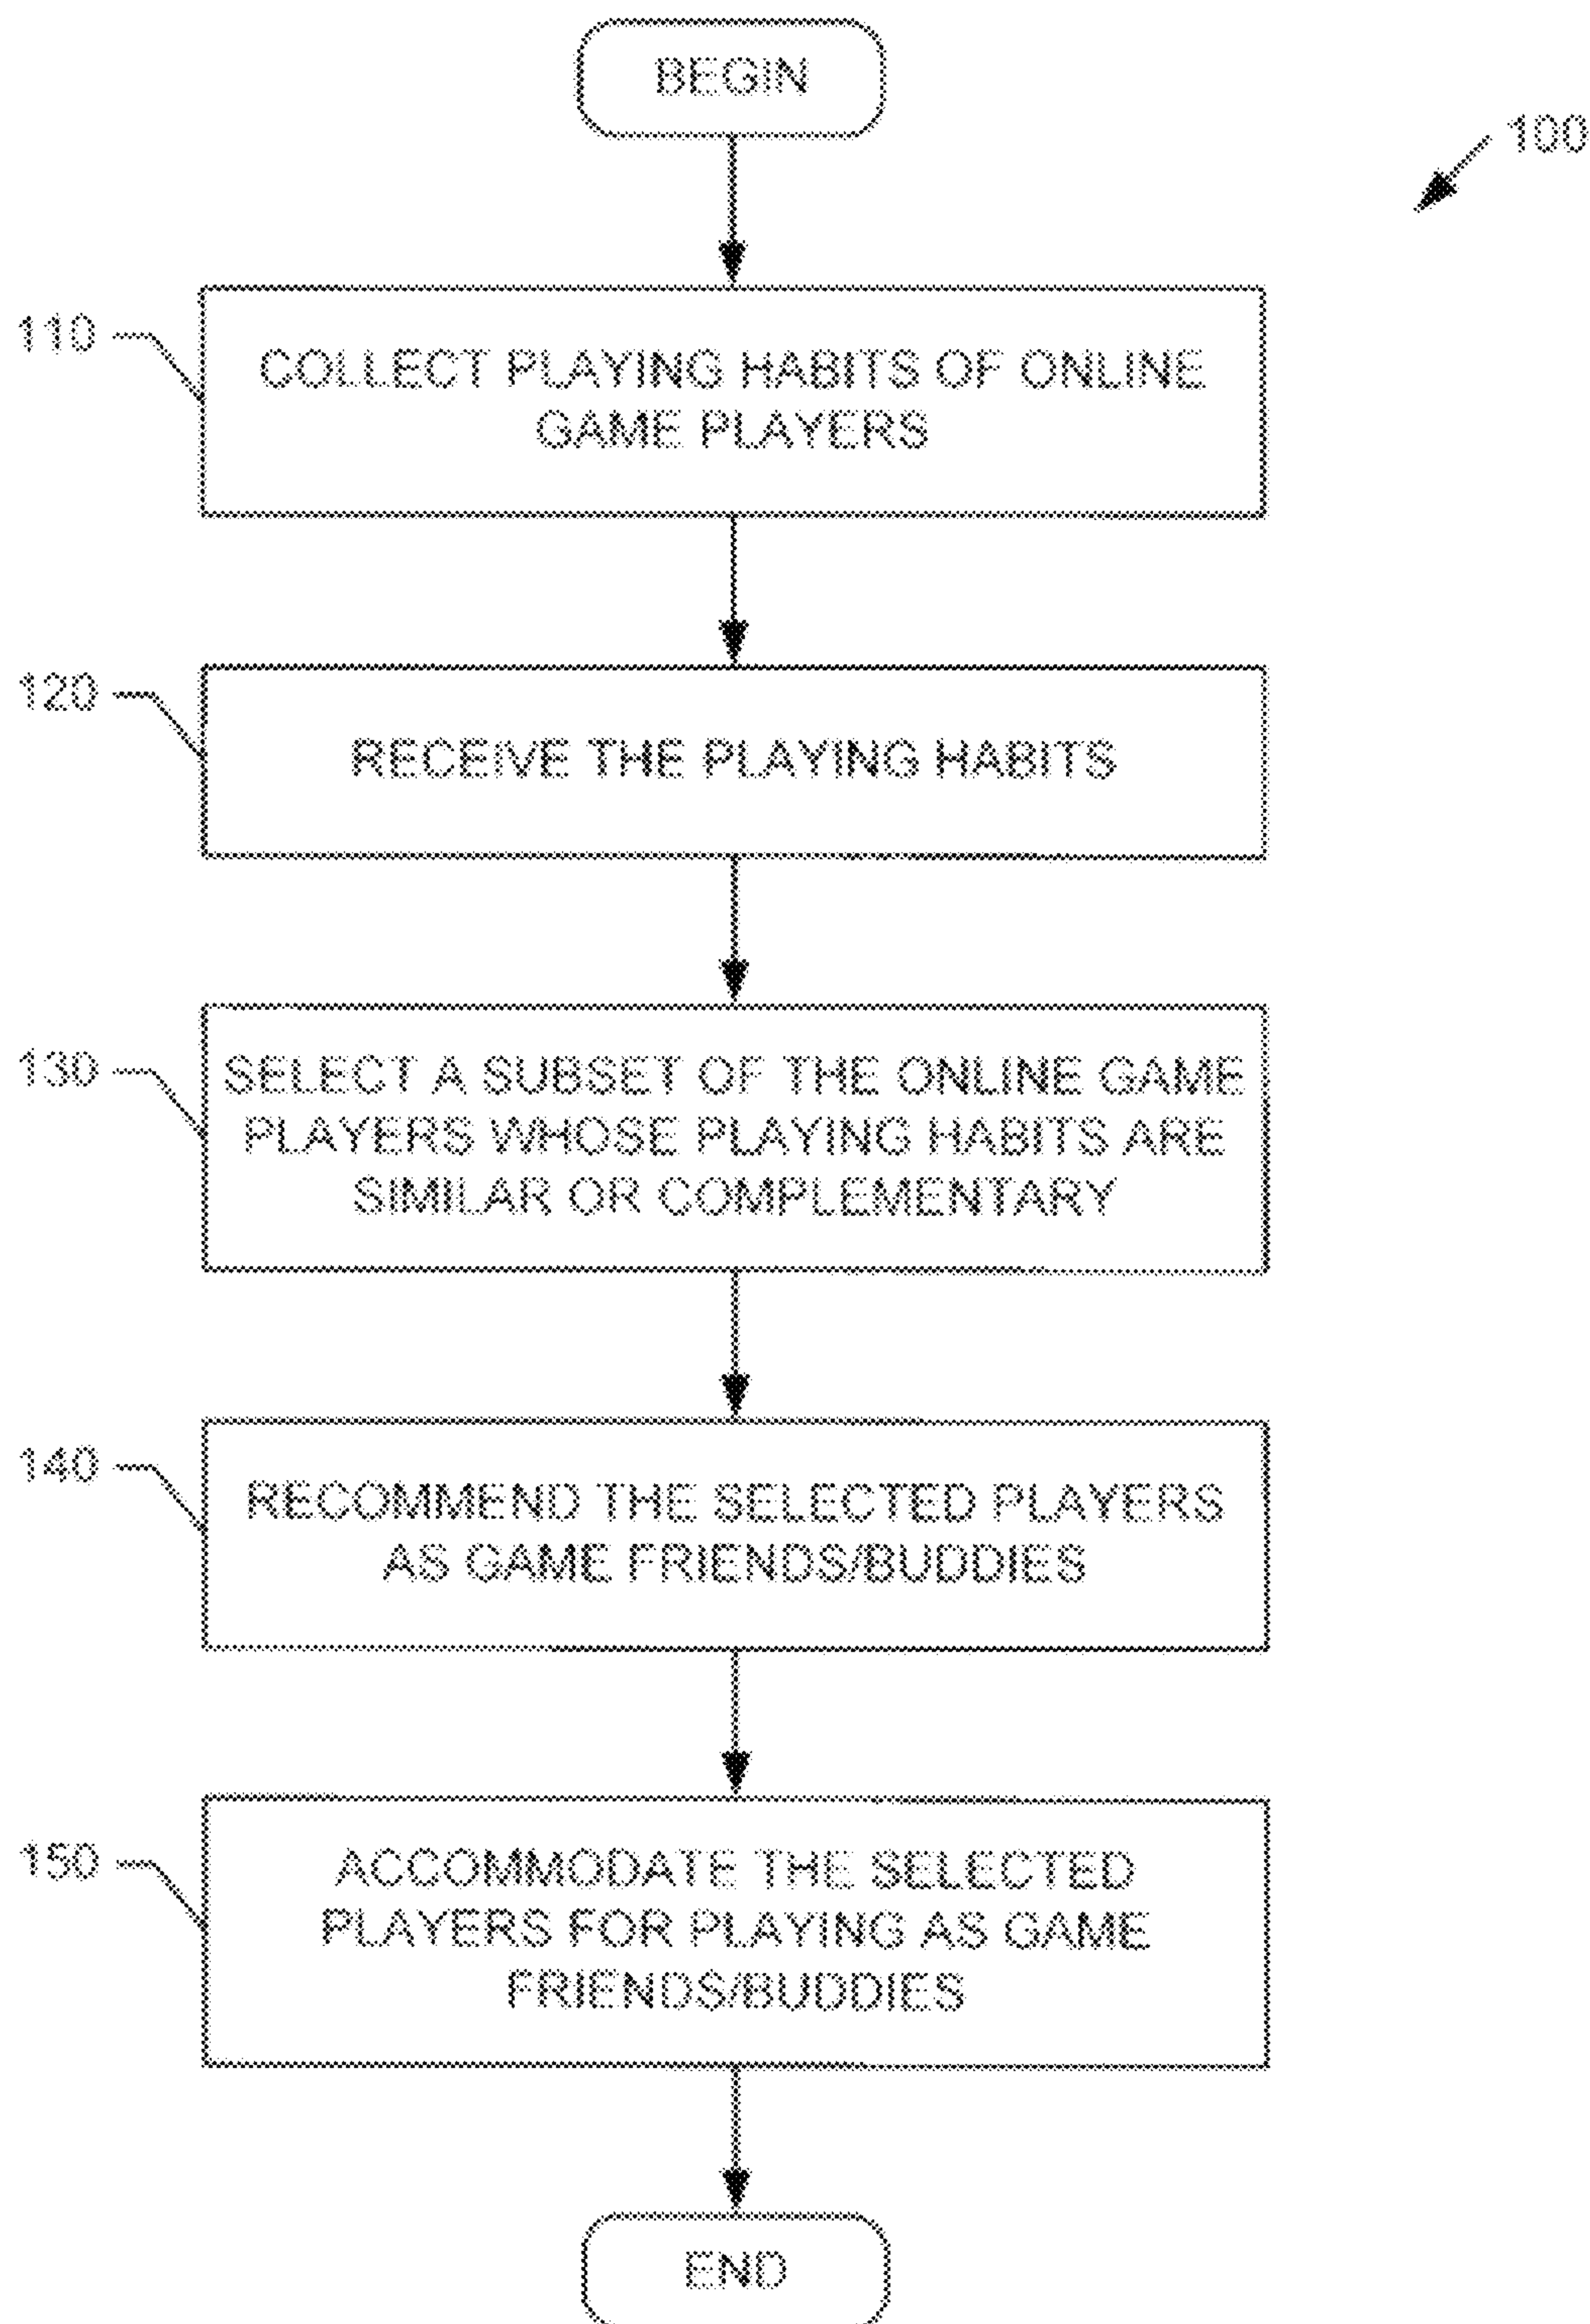 BEGIN
100
110
COLLECT PLAYING HABITS OF ONLINE
GAME PLAYERS
120
RECEIVE THE PLAYING HABITS
130
SELECT A SUBSET OF THE ONLINE GAME
PLAYERS WHOSE PLAYING HABITS ARE
SIMILAR OR COMPLEMENTARY
140
RECOMMEND THE SELECTED PLAYERS
AS GAME FRIENDS/BUDDIES
150
ACCOMMODATE THE SELECTED
PLAYERS FOR PLAYING AS GAME
FRIENDS/BUDDIES
END